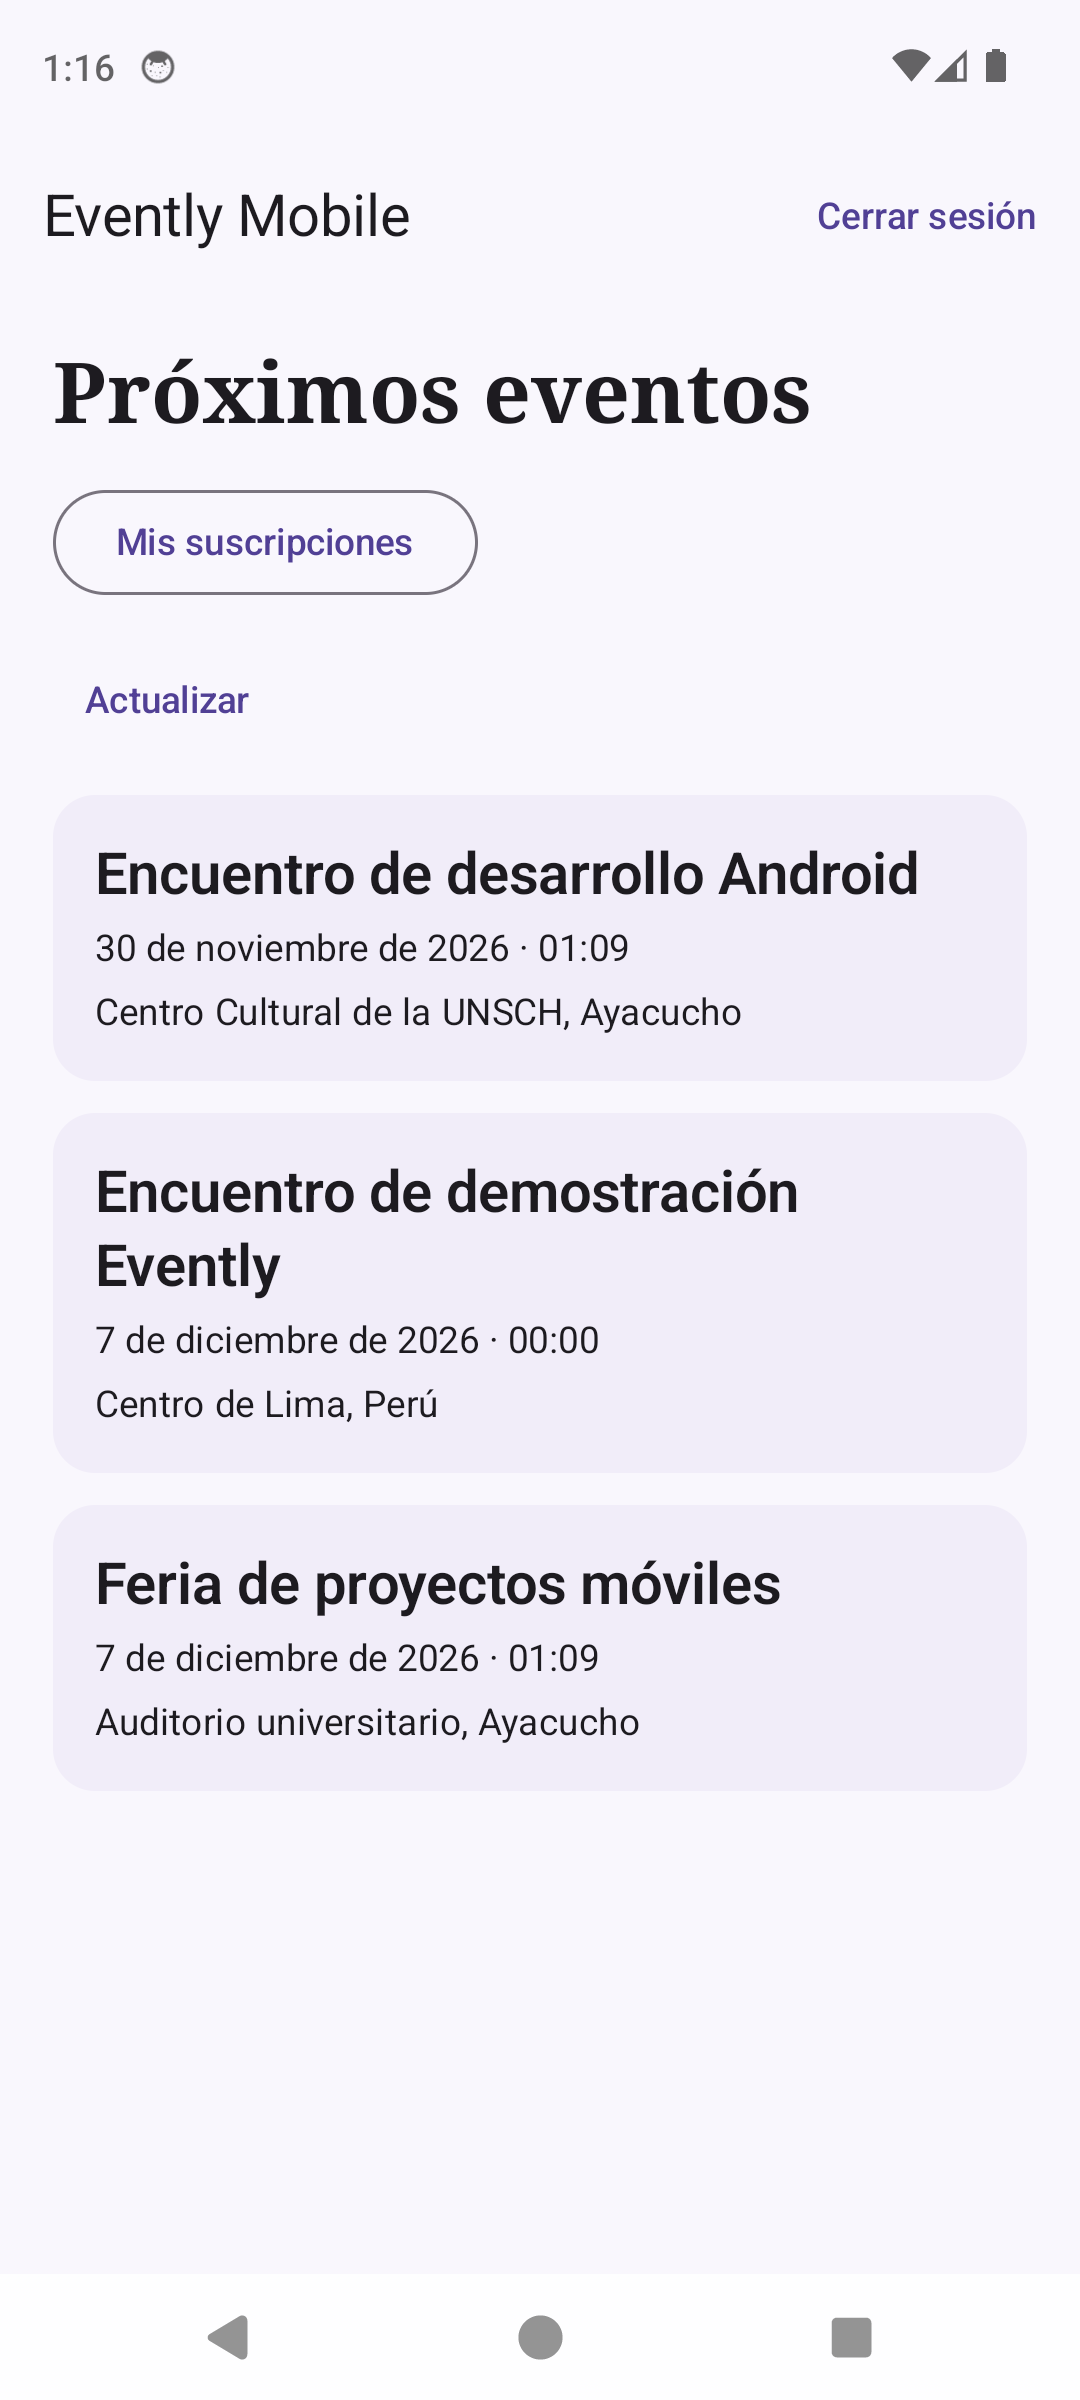 1:16
Evently Mobile
Cerrar sesión
Próximos eventos
Mis suscripciones
Actualizar
Encuentro de desarrollo Android
30 de noviembre de 2026 · 01:09
Centro Cultural de la UNSCH, Ayacucho
Encuentro de demostración
Evently
7 de diciembre de 2026 · 00:00
Centro de Lima, Perú
Feria de proyectos móviles
7 de diciembre de 2026 · 01:09
Auditorio universitario, Ayacucho